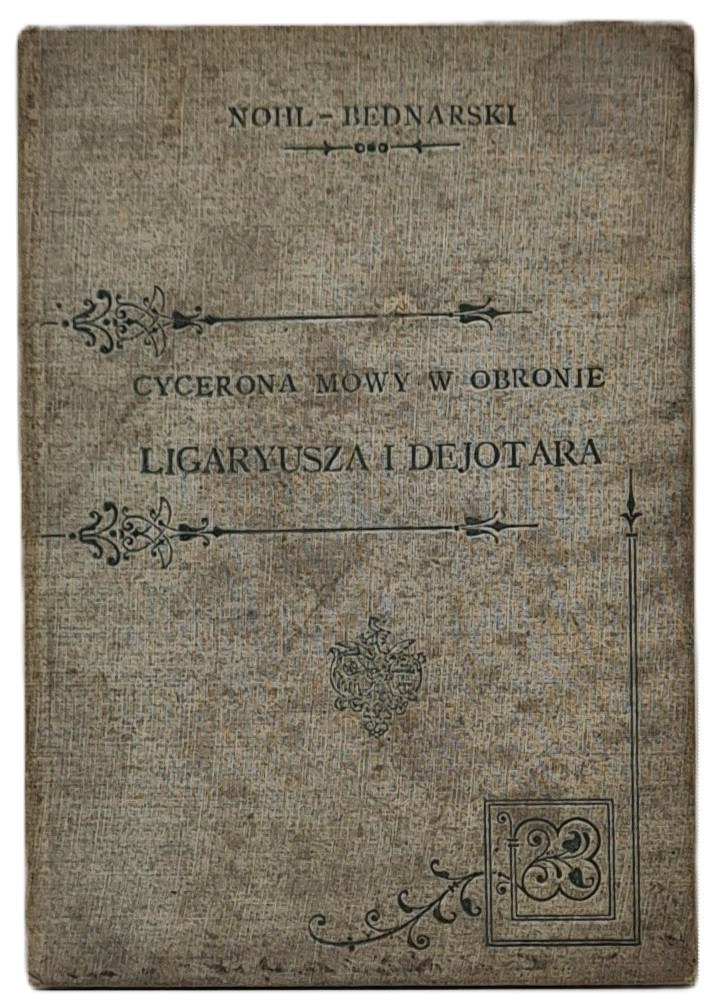 NOHL – BEDNARSKI
CYCERONA MOWY W OBRONIE
LIGARYUSZA I DEJOTARA